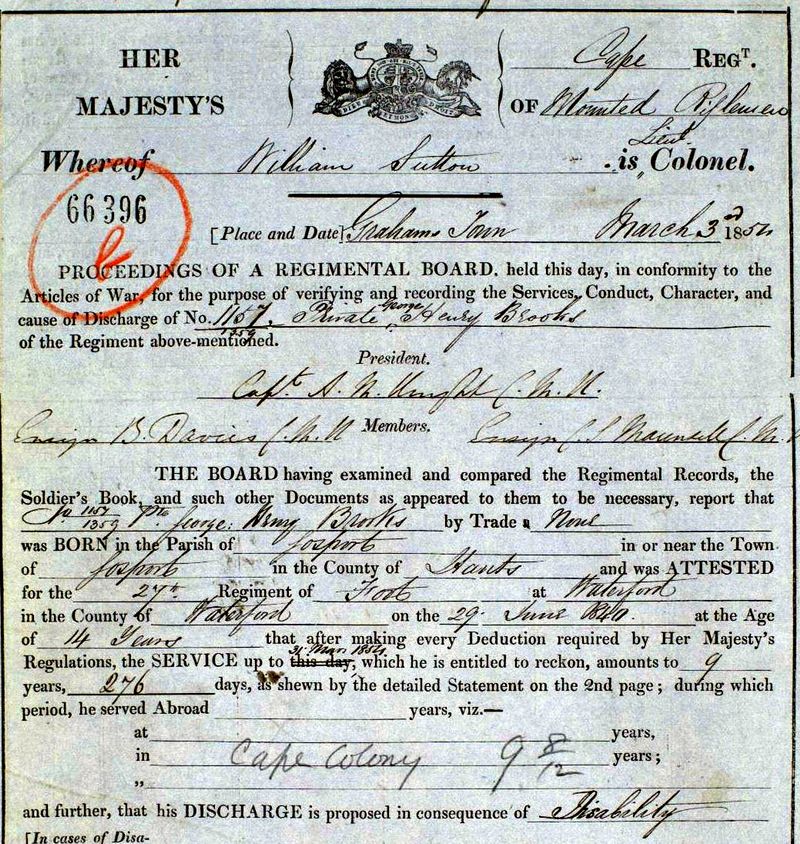 HER Cape REGT.
MAJESTY'S OF Mounted Riflemen
Lieut.
Whereof William Sutton is Colonel.
66396
[Place and Date] Grahams Town March 3rd 1854
PROCEEDINGS OF A REGIMENTAL BOARD, held this day, in conformity to the
Articles of War, for the purpose of verifying and recording the Services, Conduct, Character, and
George
cause of Discharge of No. 1157, Private Henry Brooks
1359
of the Regiment above-mentioned.
President.
Capt. A. C. M. R.
Ensign B. Davies C. M. R Members, Ensign C. S. Maunsell C. M.
THE BOARD having examined and compared the Regimental Records, the
Soldier's Book, and such other Documents as appeared to them to be necessary, report that
No 1157/1359 Pte George: Henry Brooks by Trade a None
was BORN in the Parish of Gosport in or near the Town
of Gosport in the County of Hants and was ATTESTED
for the 27th Regiment of Foot at Waterford
in the County of Waterford on the 29 June 1840. at the Age
of 14 Years that after making every Deduction required by Her Majesty's
31 1854
Regulations, the SERVICE up to this day, which he is entitled to reckon, amounts to 9
years, 276 days, as shewn by the detailed Statement on the 2nd page; during which
period, he served Abroad years, viz.—
at years,
in Cape Colony 9 8/12 years;
„
and further, that his DISCHARGE is proposed in consequence of Disability
[In cases of Disa-